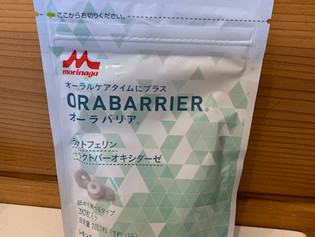 ここからお切りください。
morinaga
オーラルケアタイムにプラス
ORABARRIER
オーラバリア
ラクトフェリン
ラクトパーオキシダーゼ